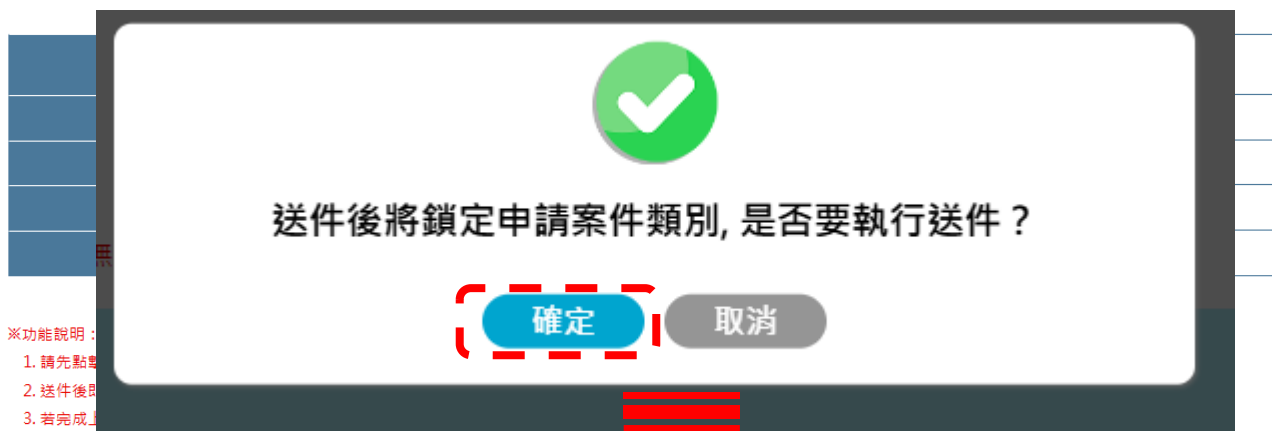 送件後將鎖定申請案件類別, 是否要執行送件？
無
確定 取消
※功能說明：
1. 請先點擊
2. 送件後
3. 若完成